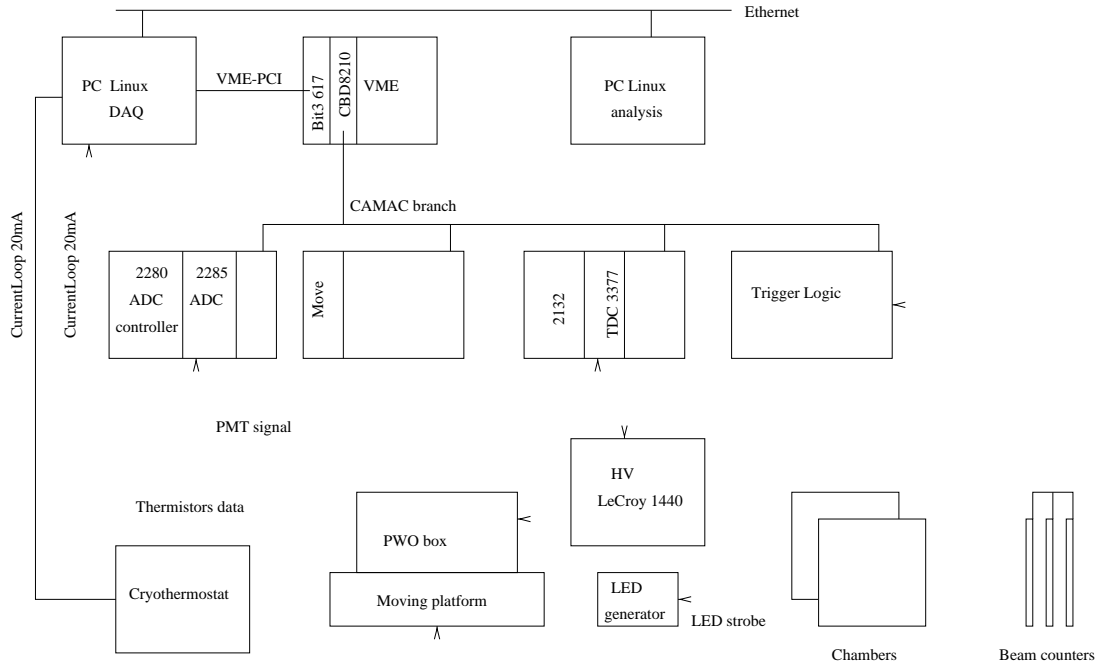 Ethernet
PC Linux
DAQ
VME-PCI
Bit3 617
CBD8210
VME
PC Linux
analysis
CurrentLoop 20mA
CurrentLoop 20mA
CAMAC branch
2280
ADC
controller
2285
ADC
Move
2132
TDC 3377
Trigger Logic
PMT signal
HV
LeCroy 1440
Thermistors data
PWO box
Cryothermostat
Moving platform
LED
generator
LED strobe
Chambers
Beam counters